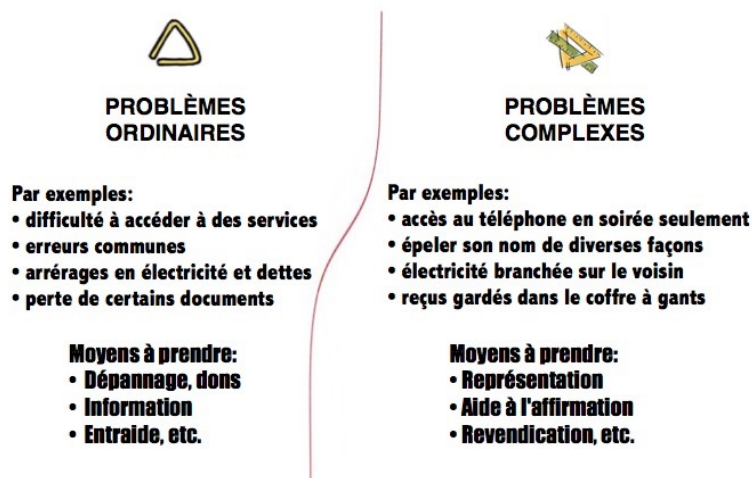 PROBLÈMES
ORDINAIRES
Par exemples:
• difficulté à accéder à des services
• erreurs communes
• arrérages en électricité et dettes
• perte de certains documents
Moyens à prendre:
• Dépannage, dons
• Information
• Entraide, etc.
PROBLÈMES
COMPLEXES
Par exemples:
• accès au téléphone en soirée seulement
• épeler son nom de diverses façons
• électricité branchée sur le voisin
• reçus gardés dans le coffre à gants
Moyens à prendre:
• Représentation
• Aide à l'affirmation
• Revendication, etc.